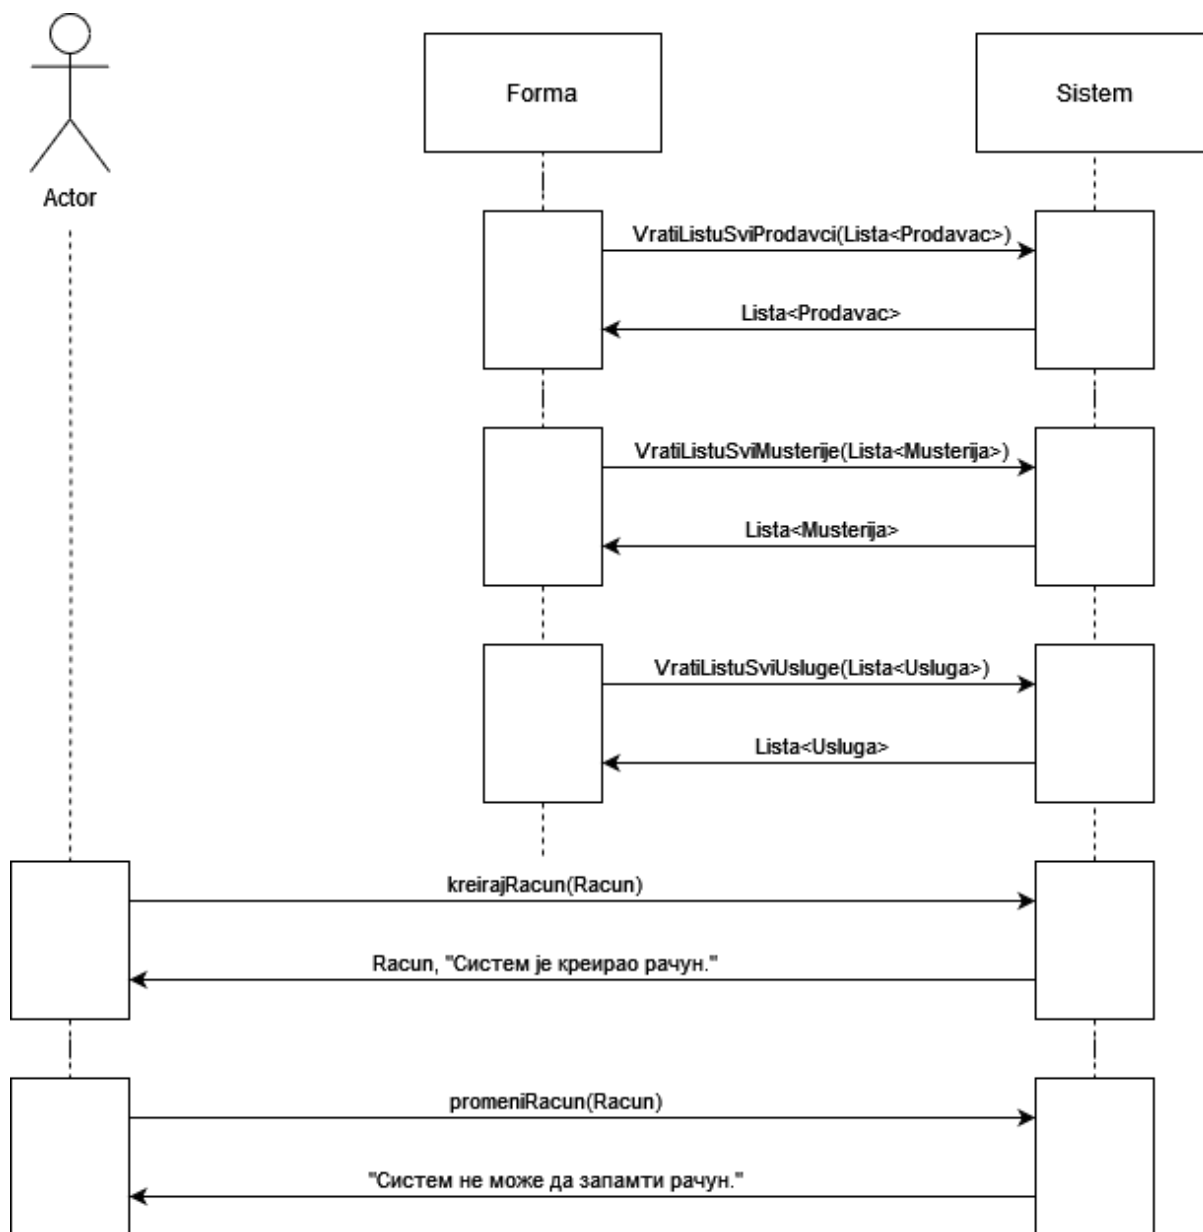 Actor
Forma
Sistem
VratiListuSviProdavci(Lista<Prodavac>)
Lista<Prodavac>
VratiListuSviMusterije(Lista<Musterija>)
Lista<Musterija>
VratiListuSviUsluge(Lista<Usluga>)
Lista<Usluga>
kreirajRacun(Racun)
Racun, "Систем је креирао рачун."
promeniRacun(Racun)
"Систем не може да запамти рачун."